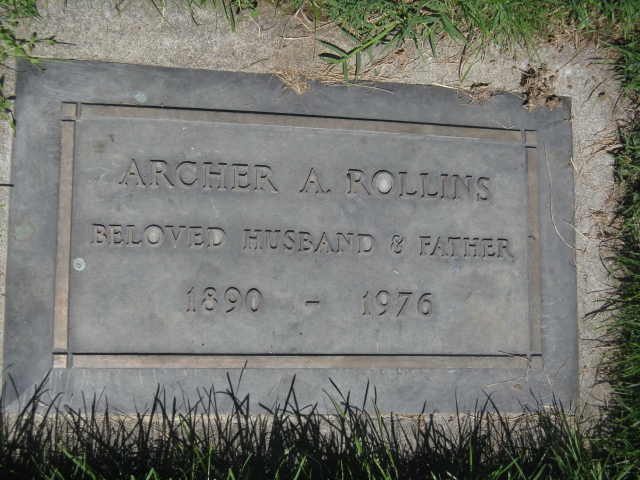 ARCHER A. ROLLINS
BELOVED HUSBAND & FATHER
1890 - 1976